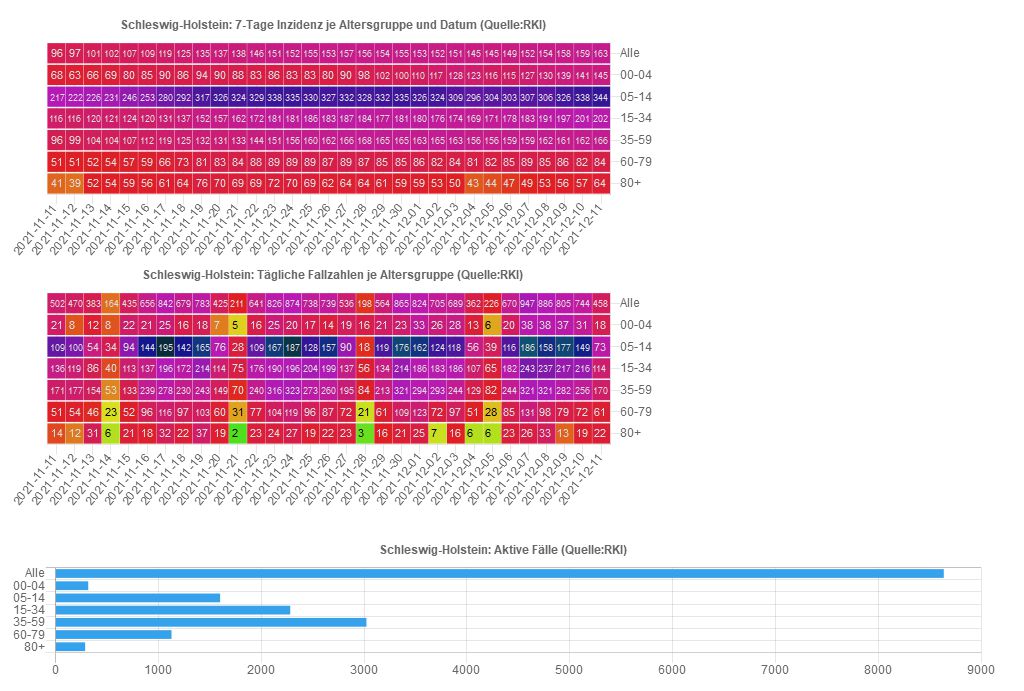 Schleswig-Holstein: 7-Tage Inzidenz je Altersgruppe und Datum (Quelle:RKI)
96 97 101 102 107 109 119 125 135 137 138 146 151 152 155 153 157 156 154 155 153 152 151 145 145 149 152 154 158 159 163 Alle
68 63 66 69 80 85 90 86 94 90 88 83 86 83 83 80 90 98 102 100 110 117 128 123 116 115 127 130 139 141 145 00-04
217 222 226 231 246 253 280 292 317 326 324 329 338 335 330 327 332 328 332 335 326 324 309 296 304 303 307 306 326 338 344 05-14
116 116 120 121 124 120 131 137 152 157 162 172 181 181 186 183 187 184 177 181 180 176 174 169 171 178 183 191 197 201 202 15-34
96 99 104 104 107 112 119 125 132 131 133 144 151 156 160 162 166 168 165 165 163 165 163 156 156 159 159 162 161 162 166 35-59
51 51 52 54 57 59 66 73 81 83 84 88 89 89 89 87 89 87 85 85 86 82 84 81 82 85 89 85 86 82 84 60-79
41 39 52 54 59 56 61 64 76 70 69 69 72 70 69 62 64 64 61 59 59 53 50 43 44 47 49 53 56 57 64 80+
2021-11-11 2021-11-12 2021-11-13 2021-11-14 2021-11-15 2021-11-16 2021-11-17 2021-11-18 2021-11-19 2021-11-20 2021-11-21 2021-11-22 2021-11-23 2021-11-24 2021-11-25 2021-11-26 2021-11-27 2021-11-28 2021-11-29 2021-11-30 2021-12-01 2021-12-02 2021-12-03 2021-12-04 2021-12-05 2021-12-06 2021-12-07 2021-12-08 2021-12-09 2021-12-10 2021-12-11
Schleswig-Holstein: Tägliche Fallzahlen je Altersgruppe (Quelle:RKI)
502 470 383 164 435 656 842 679 783 425 211 641 826 874 738 739 536 198 564 865 824 705 689 362 226 670 947 886 805 744 458 Alle
21 8 12 8 22 21 25 16 18 7 5 16 25 20 17 14 19 16 21 23 33 26 28 13 6 20 38 38 37 31 18 00-04
109 100 54 34 94 144 195 142 165 76 28 109 167 187 128 157 90 18 119 176 162 124 118 56 39 116 186 158 177 149 73 05-14
136 119 86 40 113 137 196 172 214 114 75 176 190 196 204 199 137 56 134 214 186 183 186 107 65 182 243 237 217 216 114 15-34
171 177 154 53 133 239 278 230 243 149 70 240 316 323 273 260 195 84 213 321 294 293 244 129 82 244 321 321 282 256 170 35-59
51 54 46 23 52 96 116 97 103 60 31 77 104 119 96 87 72 21 61 109 123 72 97 51 28 85 131 98 79 72 61 60-79
14 12 31 6 21 18 32 22 37 19 2 23 24 27 19 22 23 3 16 21 25 7 16 6 6 23 26 33 13 19 22 80+
2021-11-11 2021-11-12 2021-11-13 2021-11-14 2021-11-15 2021-11-16 2021-11-17 2021-11-18 2021-11-19 2021-11-20 2021-11-21 2021-11-22 2021-11-23 2021-11-24 2021-11-25 2021-11-26 2021-11-27 2021-11-28 2021-11-29 2021-11-30 2021-12-01 2021-12-02 2021-12-03 2021-12-04 2021-12-05 2021-12-06 2021-12-07 2021-12-08 2021-12-09 2021-12-10 2021-12-11
Schleswig-Holstein: Aktive Fälle (Quelle:RKI)
Alle
00-04
05-14
15-34
35-59
60-79
80+
0 1000 2000 3000 4000 5000 6000 7000 8000 9000